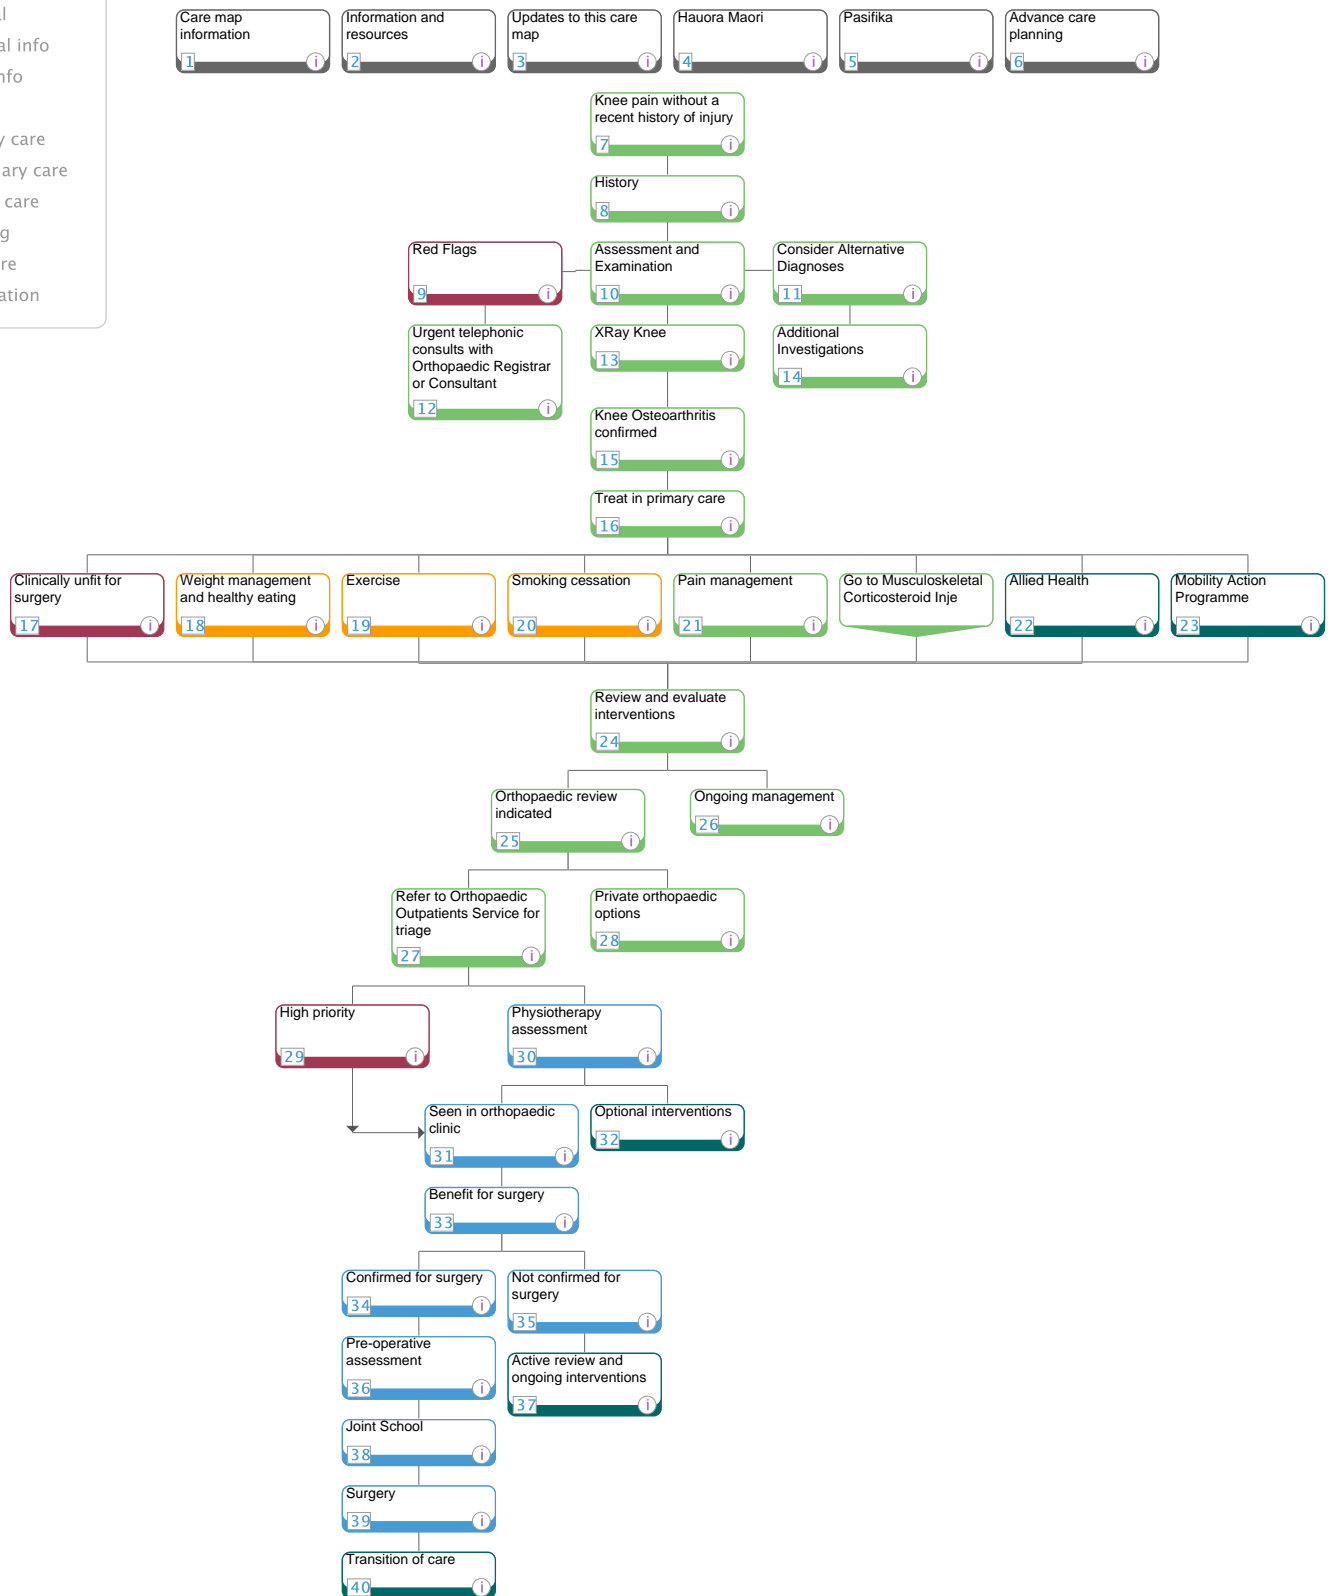 al info
care
ary care
care
Care map
information
1 i
Information and
resources
2 i
Updates to this care
map
3 i
Hauora Maori
4 i
Pasifika
5 i
Advance care
planning
6 i
Knee pain without a
recent history of injury
7 i
History
8 i
Red Flags
9 i
Assessment and
Examination
10 i
Consider Alternative
Diagnoses
11 i
Urgent telephonic
consults with
Orthopaedic Registrar
or Consultant
12 i
XRay Knee
13 i
Additional
Investigations
14 i
Knee Osteoarthritis
confirmed
15 i
Treat in primary care
16 i
Clinically unfit for
surgery
17 i
Weight management
and healthy eating
18 i
Exercise
19 i
Smoking cessation
20 i
Pain management
21 i
Go to Musculoskeletal
Corticosteroid Inje
Allied Health
22 i
Mobility Action
Programme
23 i
Review and evaluate
interventions
24 i
Orthopaedic review
indicated
25 i
Ongoing management
26 i
Refer to Orthopaedic
Outpatients Service for
triage
27 i
Private orthopaedic
options
28 i
High priority
29 i
Physiotherapy
assessment
30 i
Seen in orthopaedic
clinic
31 i
Optional interventions
32 i
Benefit for surgery
33 i
Confirmed for surgery
34 i
Not confirmed for
surgery
35 i
Pre-operative
assessment
36 i
Active review and
ongoing interventions
37 i
Joint School
38 i
Surgery
39 i
Transition of care
40 i